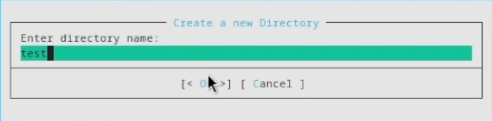 Create a new Directory
Enter directory name:
test
[< O >] [ Cancel ]